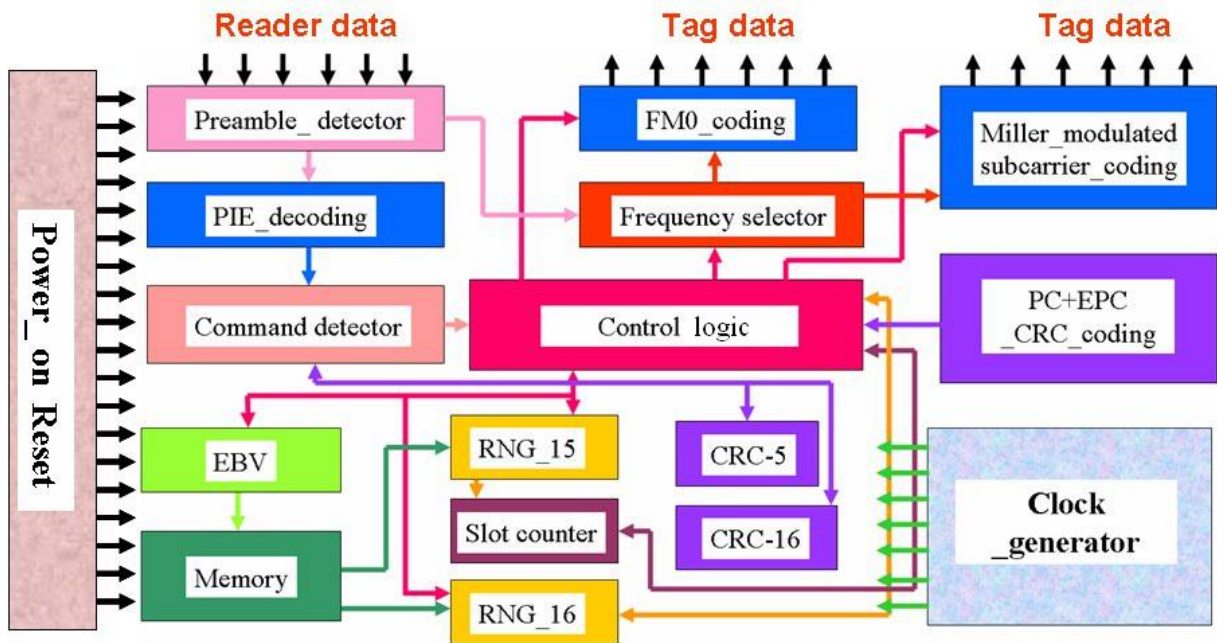 Reader data
Tag data
Tag data
Power_on Reset
Preamble_ detector
FM0_coding
Miller_modulated
subcarrier_coding
PIE_decoding
Frequency selector
Command detector
Control logic
PC+EPC
_CRC_coding
EBV
RNG_15
CRC-5
Slot counter
CRC-16
Clock
_generator
Memory
RNG_16